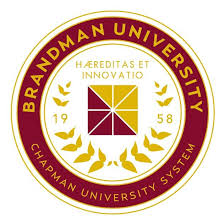 BRANDMAN UNIVERSITY
HÆREDITAS ET
INNOVATIO
19 58
CHAPMAN UNIVERSITY SYSTEM